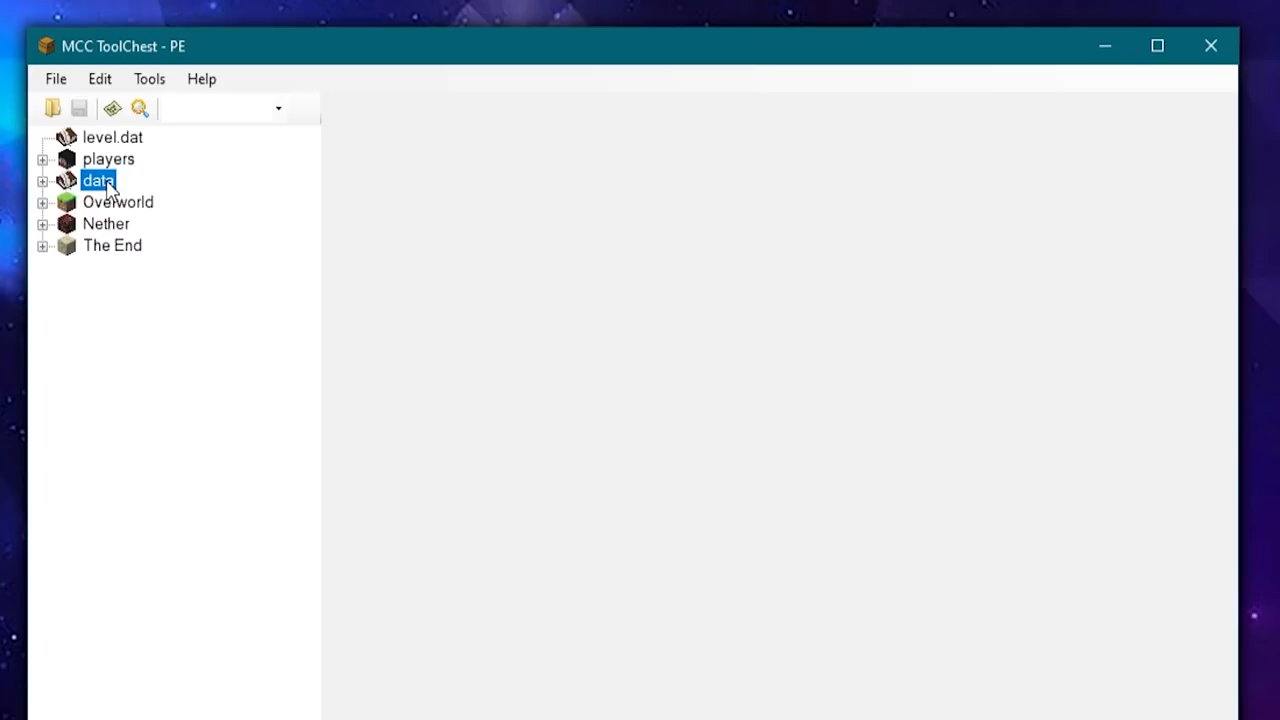 MCC ToolChest - PE
File Edit Tools Help
level.dat
players
data
Overworld
Nether
The End